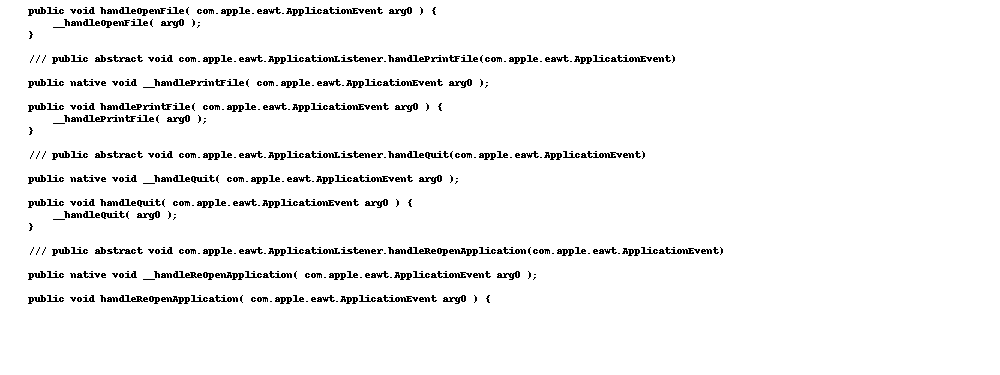 public void handleOpenFile( com.apple.eawt.ApplicationEvent arg0 ) {
    __handleOpenFile( arg0 );
}
/// public abstract void com.apple.eawt.ApplicationListener.handlePrintFile(com.apple.eawt.ApplicationEvent)
public native void __handlePrintFile( com.apple.eawt.ApplicationEvent arg0 );
public void handlePrintFile( com.apple.eawt.ApplicationEvent arg0 ) {
    __handlePrintFile( arg0 );
}
/// public abstract void com.apple.eawt.ApplicationListener.handleQuit(com.apple.eawt.ApplicationEvent)
public native void __handleQuit( com.apple.eawt.ApplicationEvent arg0 );
public void handleQuit( com.apple.eawt.ApplicationEvent arg0 ) {
    __handleQuit( arg0 );
}
/// public abstract void com.apple.eawt.ApplicationListener.handleReOpenApplication(com.apple.eawt.ApplicationEvent)
public native void __handleReOpenApplication( com.apple.eawt.ApplicationEvent arg0 );
public void handleReOpenApplication( com.apple.eawt.ApplicationEvent arg0 ) {